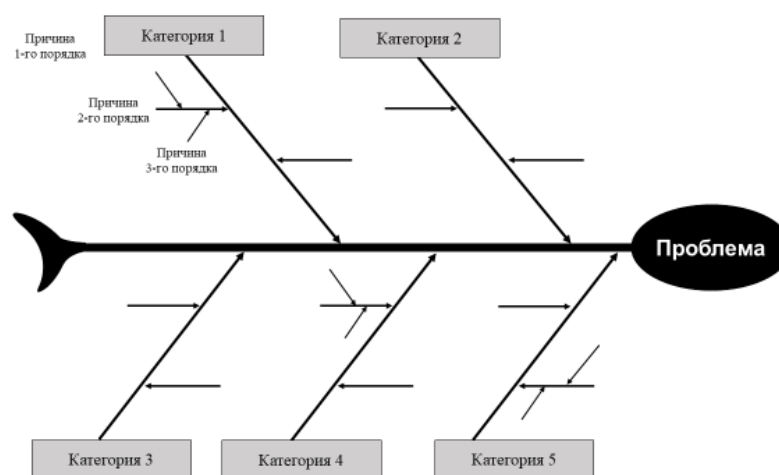 Категория 1
Категория 2
Причина
1-го порядка
Причина
2-го порядка
Причина
3-го порядка
Проблема
Категория 3
Категория 4
Категория 5